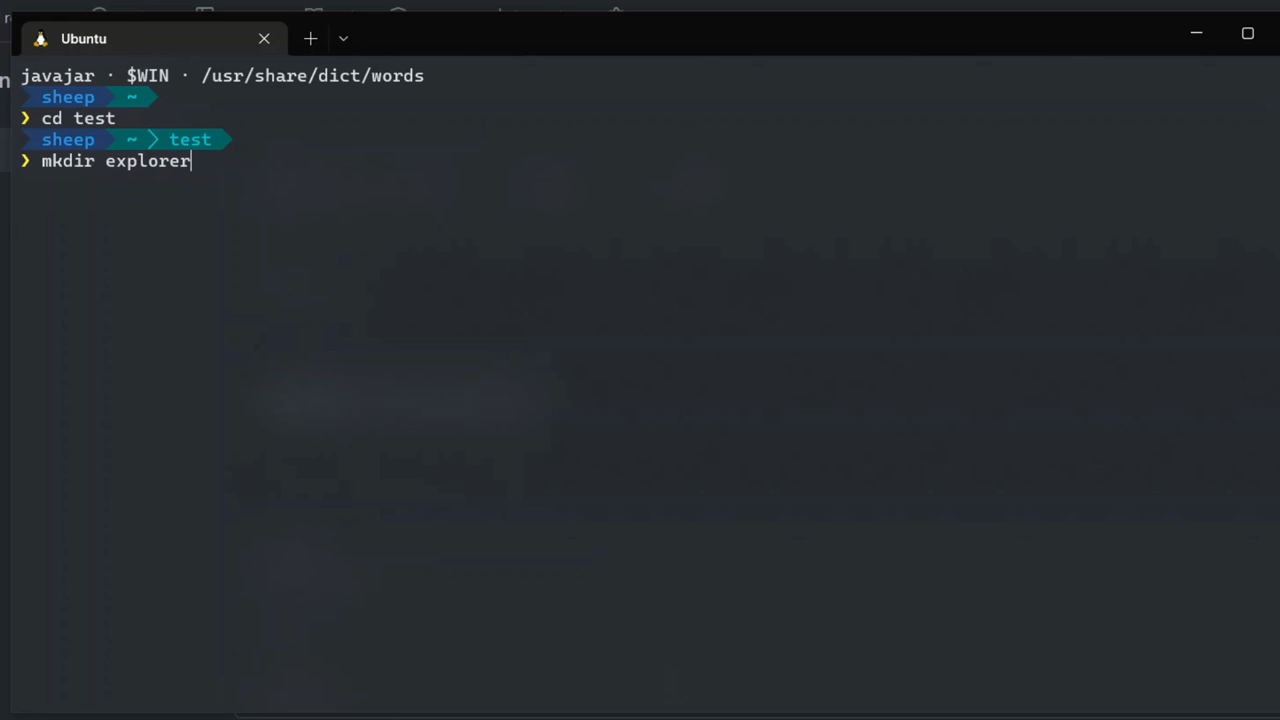 Ubuntu
javajar · $WIN · /usr/share/dict/words
sheep ~
❯ cd test
sheep ~ test
❯ mkdir explorer